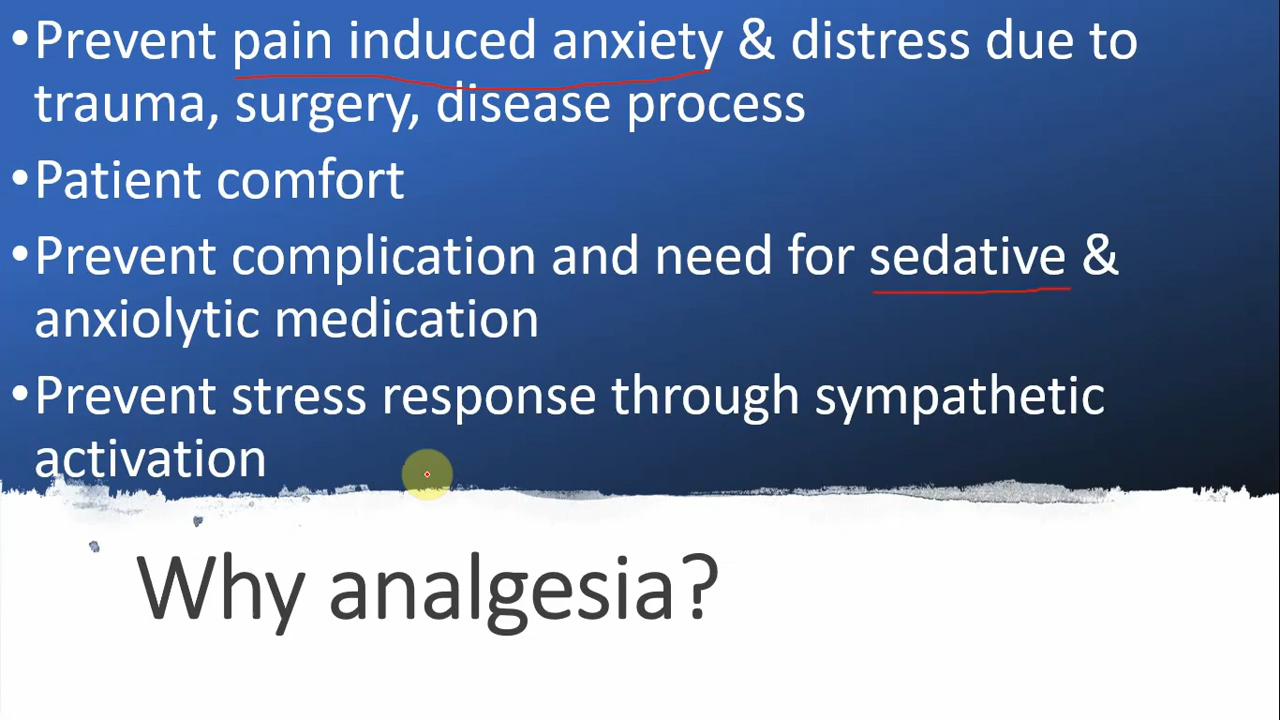 •Prevent pain induced anxiety & distress due to
trauma, surgery, disease process
•Patient comfort
•Prevent complication and need for sedative &
anxiolytic medication
•Prevent stress response through sympathetic
activation
Why analgesia?